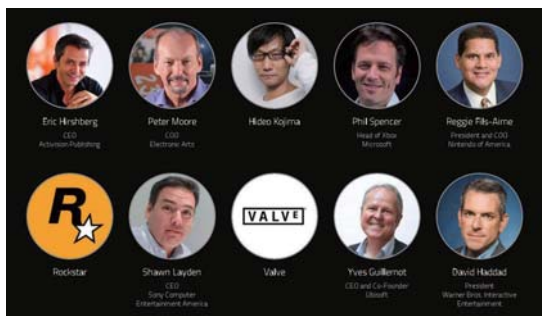 Eric Hirshberg
CEO
Activision Publishing
Peter Moore
COO
Electronic Arts
Hideo Kojima
Phil Spencer
Head of Xbox
Microsoft
Reggie Fils-Aime
President and COO
Nintendo of America
R
Rockstar
Shawn Layden
CEO
Sony Computer
Entertainment America
VALVE
Valve
Yves Guillemot
CEO and Co-Founder
Ubisoft
David Haddad
President
Warner Bros. Interactive
Entertainment